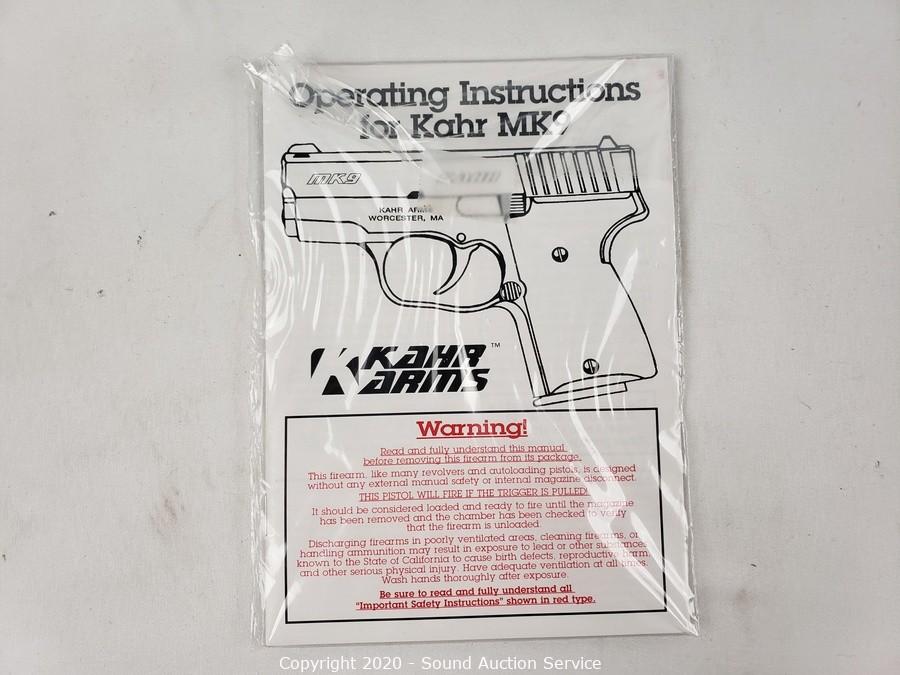 Operating Instructions
for Kahr MK9
MK9
KAHR ARMS
WORCESTER, MA
KAHR
ARMS ™
Warning!
Read and fully understand this manual
before removing this firearm from its package.
This firearm, like many revolvers and autoloading pistols, is designed
without any external manual safety or internal magazine disconnect.
THIS PISTOL WILL FIRE IF THE TRIGGER IS PULLED!
It should be considered loaded and ready to fire until the magazine
has been removed and the chamber has been checked to verify
that the firearm is unloaded.
Discharging firearms in poorly ventilated areas, cleaning firearms, or
handling ammunition may result in exposure to lead or other substances
known to the State of California to cause birth defects, reproductive harm,
and other serious physical injury. Have adequate ventilation at all times.
Wash hands thoroughly after exposure.
Be sure to read and fully understand all
"Important Safety Instructions" shown in red type.
Copyright 2020 - Sound Auction Service